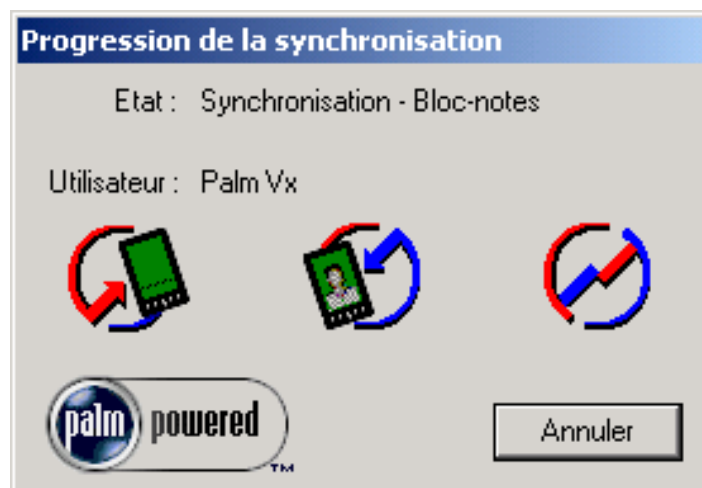 Progression de la synchronisation
Etat : Synchronisation - Bloc-notes
Utilisateur : Palm Vx
palm powered ™
Annuler